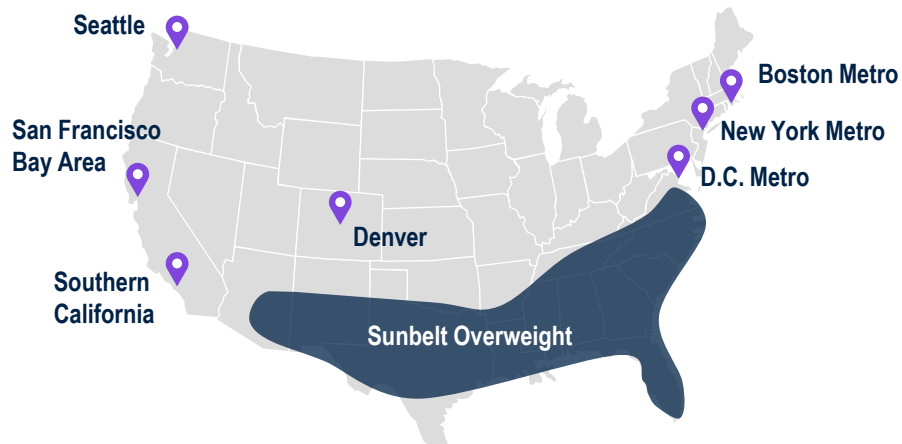 Seattle
Boston Metro
San Francisco
Bay Area
New York Metro
D.C. Metro
Denver
Southern
California
Sunbelt Overweight